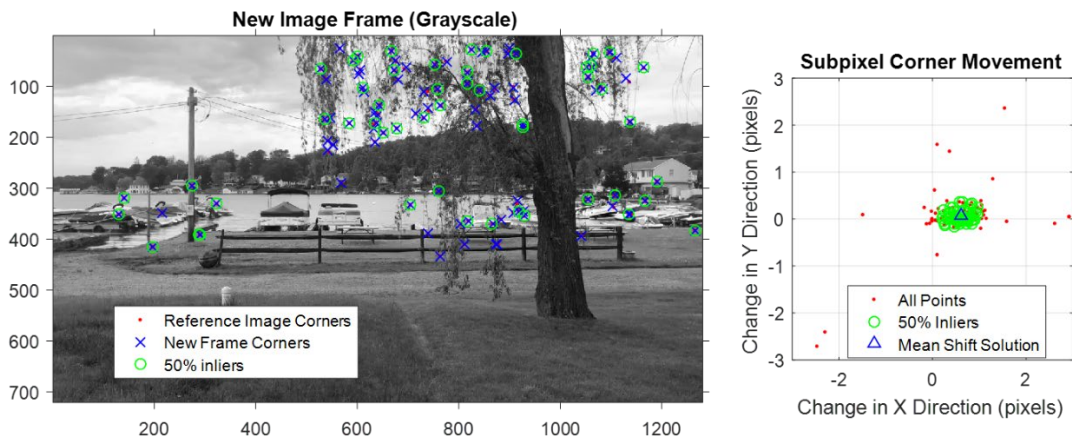 New Image Frame (Grayscale)
100
200
300
400
500
600
700
200
400
600
800
1000
1200
Reference Image Corners
New Frame Corners
50% inliers
Subpixel Corner Movement
Change in Y Direction (pixels)
3
2
1
0
-1
-2
-3
-2
0
2
All Points
50% Inliers
Mean Shift Solution
Change in X Direction (pixels)